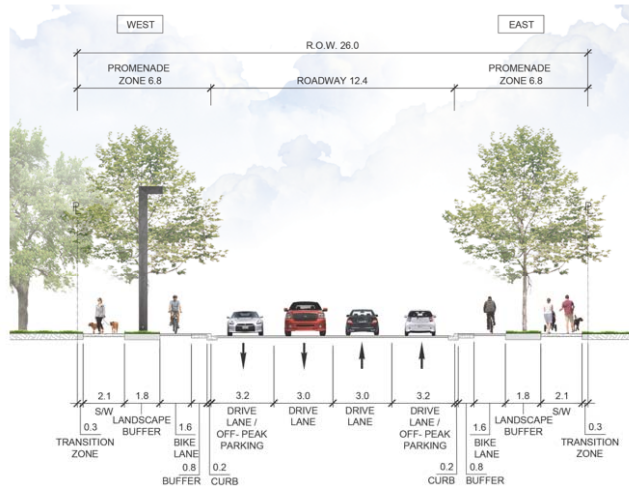 WEST
EAST
R.O.W. 26.0
PROMENADE
ZONE 6.8
ROADWAY 12.4
PROMENADE
ZONE 6.8
3.2
3.0
3.0
3.2
2.1
S/W
1.8
LANDSCAPE
BUFFER
DRIVE
LANE /
OFF- PEAK
PARKING
DRIVE
LANE
DRIVE
LANE
DRIVE
LANE /
OFF- PEAK
PARKING
1.8
LANDSCAPE
BUFFER
2.1
S/W
0.3
TRANSITION
ZONE
1.6
BIKE
LANE
0.8
BUFFER
0.2
CURB
0.2
CURB
0.8
BUFFER
1.6
BIKE
LANE
0.3
TRANSITION
ZONE